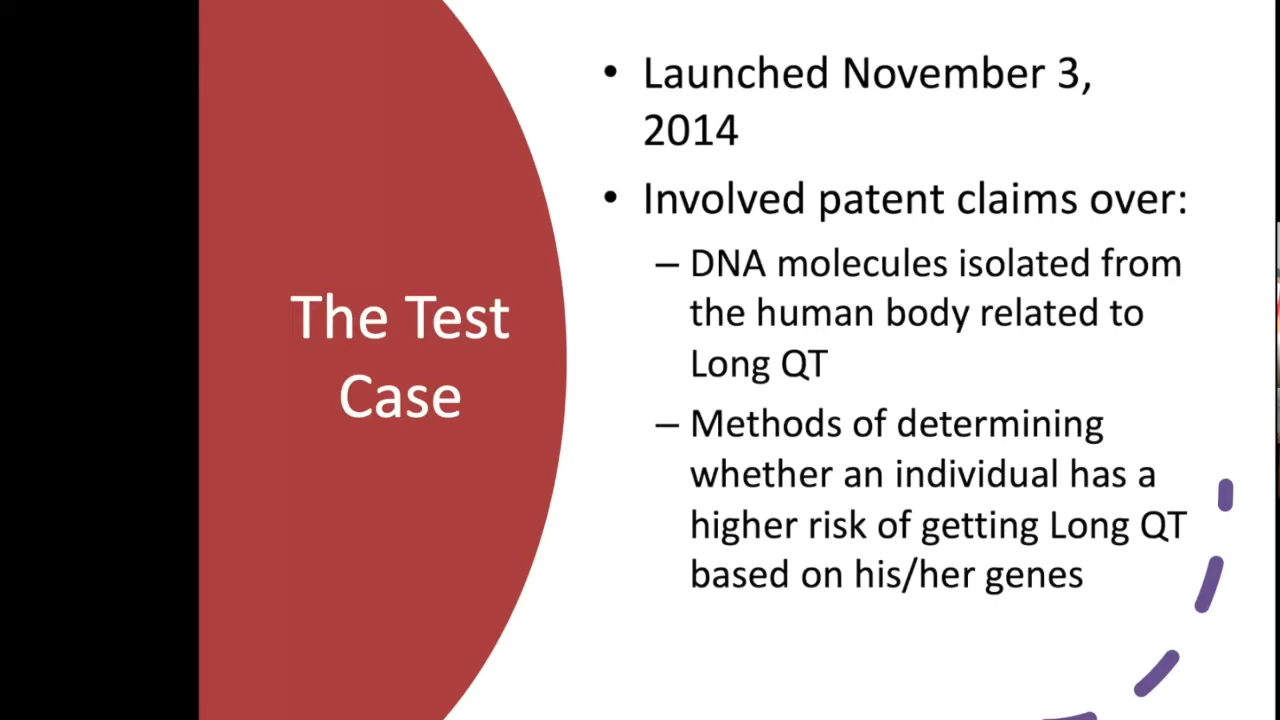 The Test
Case
• Launched November 3,
2014
• Involved patent claims over:
– DNA molecules isolated from
the human body related to
Long QT
– Methods of determining
whether an individual has a
higher risk of getting Long QT
based on his/her genes